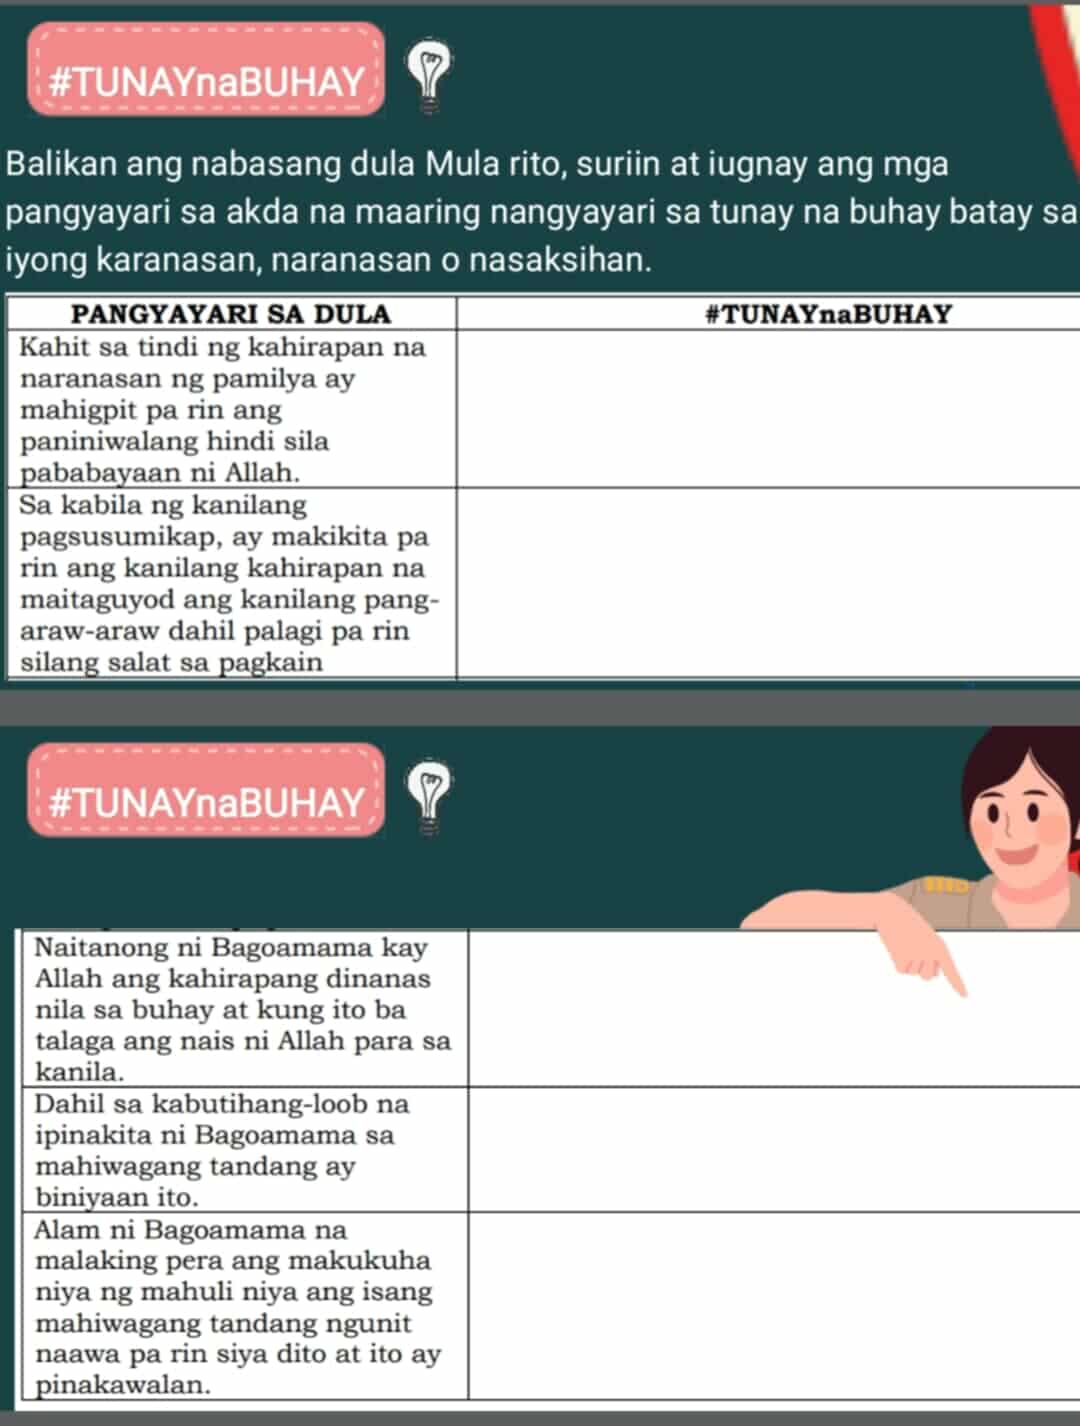 #TUNAYnaBUHAY
Balikan ang nabasang dula Mula rito, suriin at iugnay ang mga
pangyayari sa akda na maaring nangyayari sa tunay na buhay batay sa
iyong karanasan, naranasan o nasaksihan.
PANGYAYARI SA DULA
#TUNAYnaBUHAY
Kahit sa tindi ng kahirapan na
naranasan ng pamilya ay
mahigpit pa rin ang
paniniwalang hindi sila
pababayaan ni Allah.
Sa kabila ng kanilang
pagsusumikap, ay makikita pa
rin ang kanilang kahirapan na
maitaguyod ang kanilang pang-
araw-araw dahil palagi pa rin
silang salat sa pagkain
#TUNAYnaBUHAY
Naitanong ni Bagoamama kay
Allah ang kahirapang dinanas
nila sa buhay at kung ito ba
talaga ang nais ni Allah para sa
kanila.
Dahil sa kabutihang-loob na
ipinakita ni Bagoamama sa
mahiwagang tandang ay
biniyaan ito.
Alam ni Bagoamama na
malaking pera ang makukuha
niya ng mahuli niya ang isang
mahiwagang tandang ngunit
naawa pa rin siya dito at ito ay
pinakawalan.